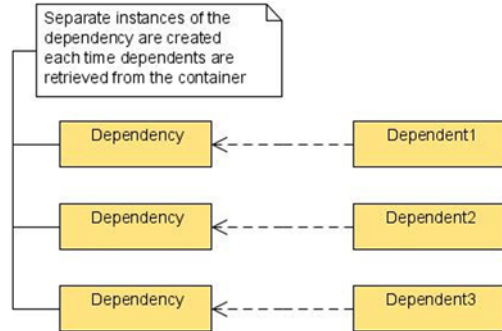 Separate instances of the
dependency are created
each time dependents are
retrieved from the container
Dependency
Dependent1
Dependency
Dependent2
Dependency
Dependent3